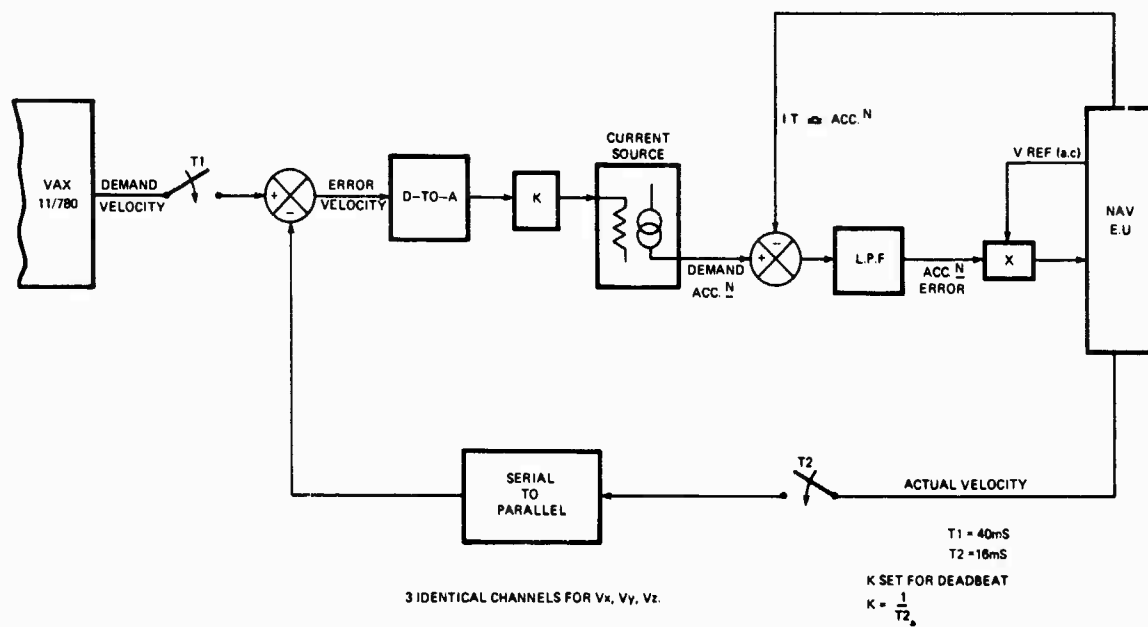 I T ≏ ACC. N
CURRENT
SOURCE
V REF (a.c)
T1
VAX
11/780
DEMAND
VELOCITY
+
−
ERROR
VELOCITY
D-TO-A
K
DEMAND
ACC. N
+
−
L.P.F
ACC. N
ERROR
X
NAV
E.U
SERIAL
TO
PARALLEL
T2
ACTUAL VELOCITY
T1 = 40mS
T2 = 16mS
K SET FOR DEADBEAT
K = 1
T2
3 IDENTICAL CHANNELS FOR Vx, Vy, Vz.